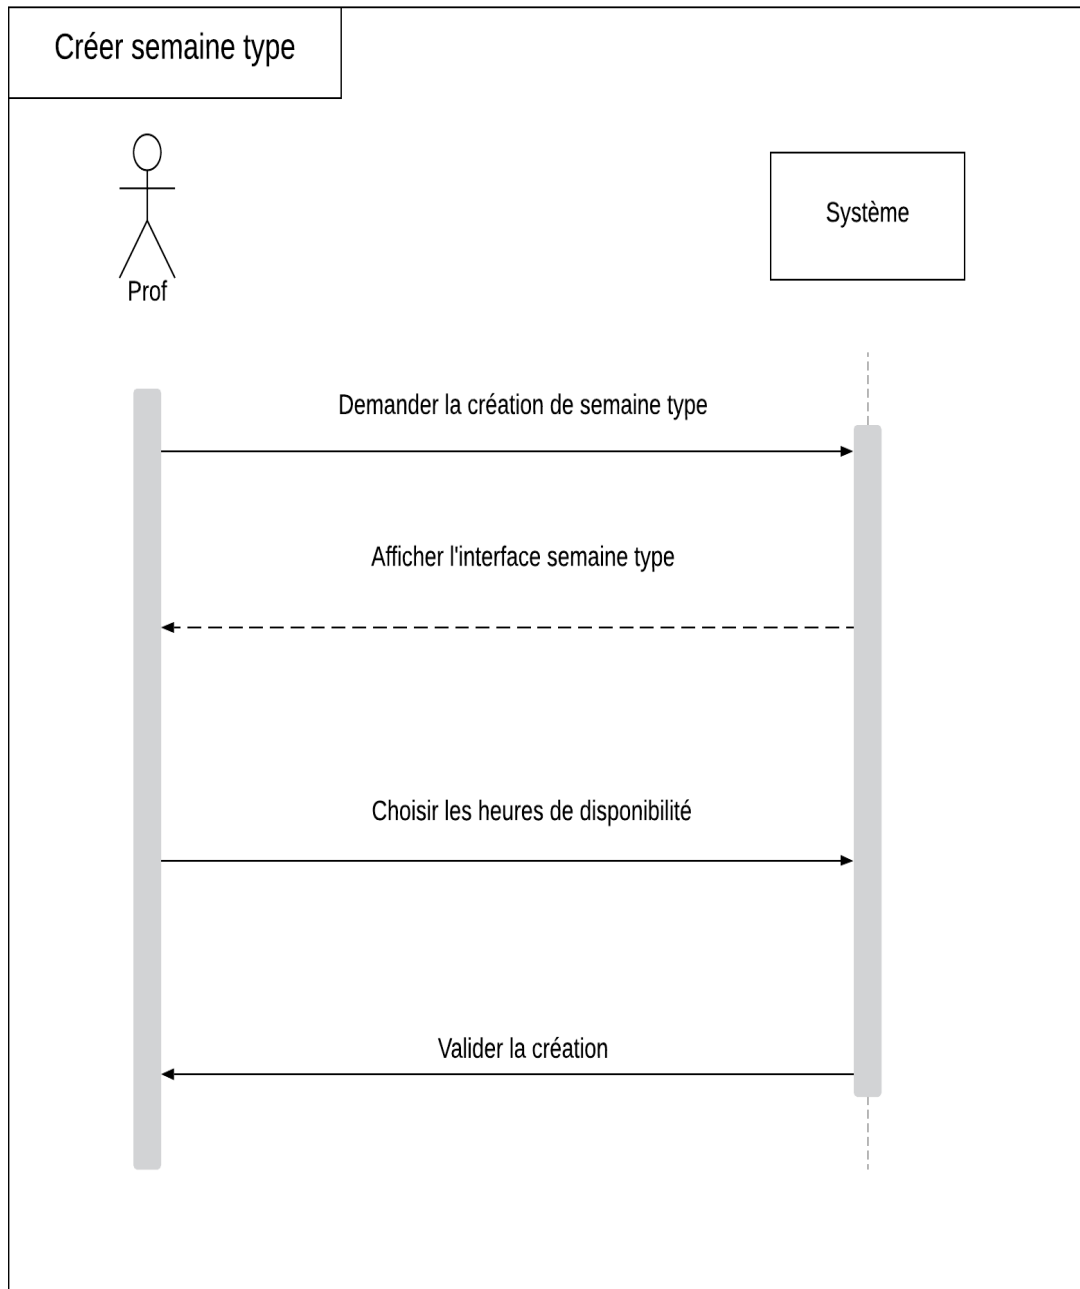 Créer semaine type
Système
Prof
Demander la création de semaine type
Afficher l'interface semaine type
Choisir les heures de disponibilité
Valider la création